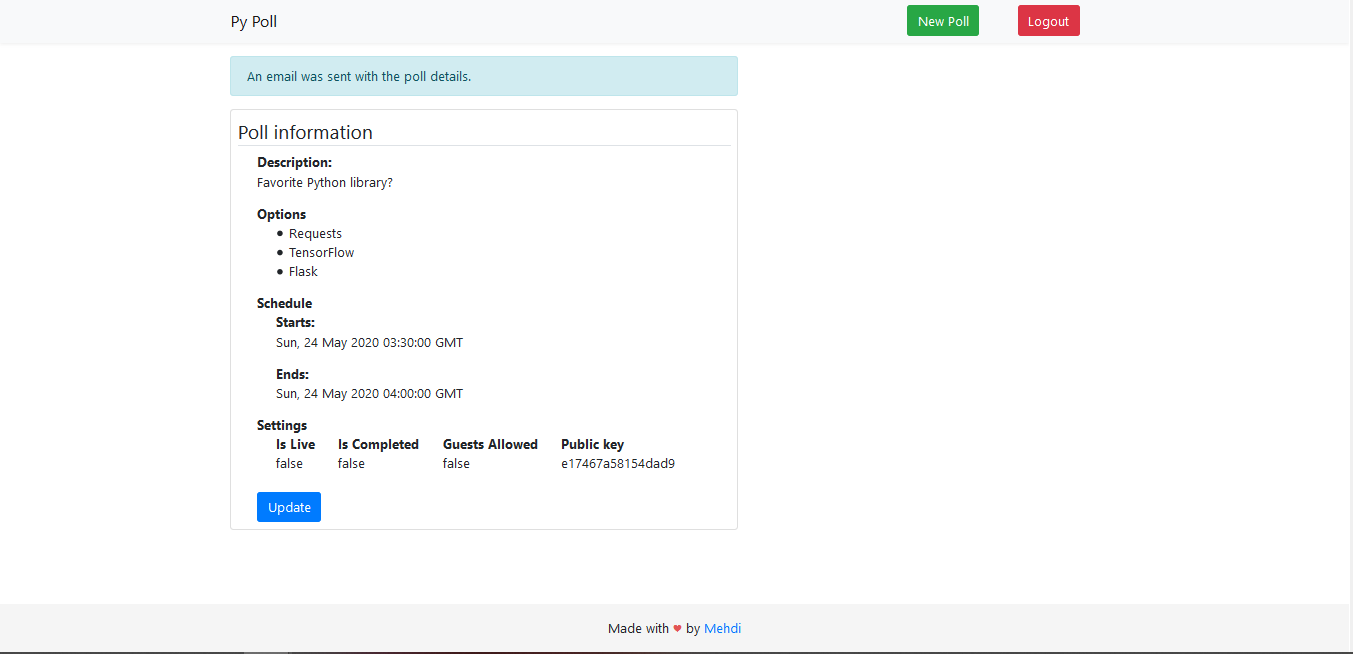 Py Poll New Poll Logout
An email was sent with the poll details.
Poll information
Description:
Favorite Python library?
Options
Requests
TensorFlow
Flask
Schedule
Starts:
Sun, 24 May 2020 03:30:00 GMT
Ends:
Sun, 24 May 2020 04:00:00 GMT
Settings
Is Live Is Completed Guests Allowed Public key
false false false e17467a58154dad9
Update
Made with ♥ by Mehdi